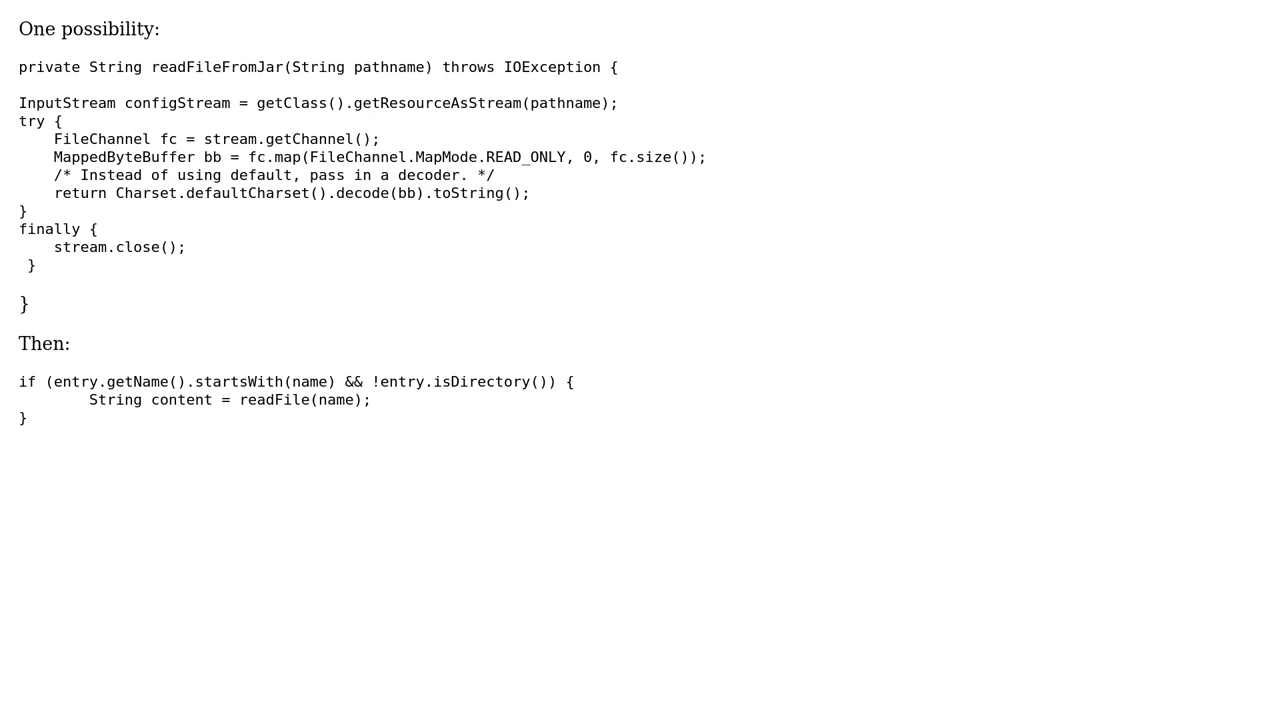 One possibility:
private String readFileFromJar(String pathname) throws IOException {
InputStream configStream = getClass().getResourceAsStream(pathname);
try {
    FileChannel fc = stream.getChannel();
    MappedByteBuffer bb = fc.map(FileChannel.MapMode.READ_ONLY, 0, fc.size());
    /* Instead of using default, pass in a decoder. */
    return Charset.defaultCharset().decode(bb).toString();
}
finally {
    stream.close();
 }
}
Then:
if (entry.getName().startsWith(name) && !entry.isDirectory()) {
        String content = readFile(name);
}